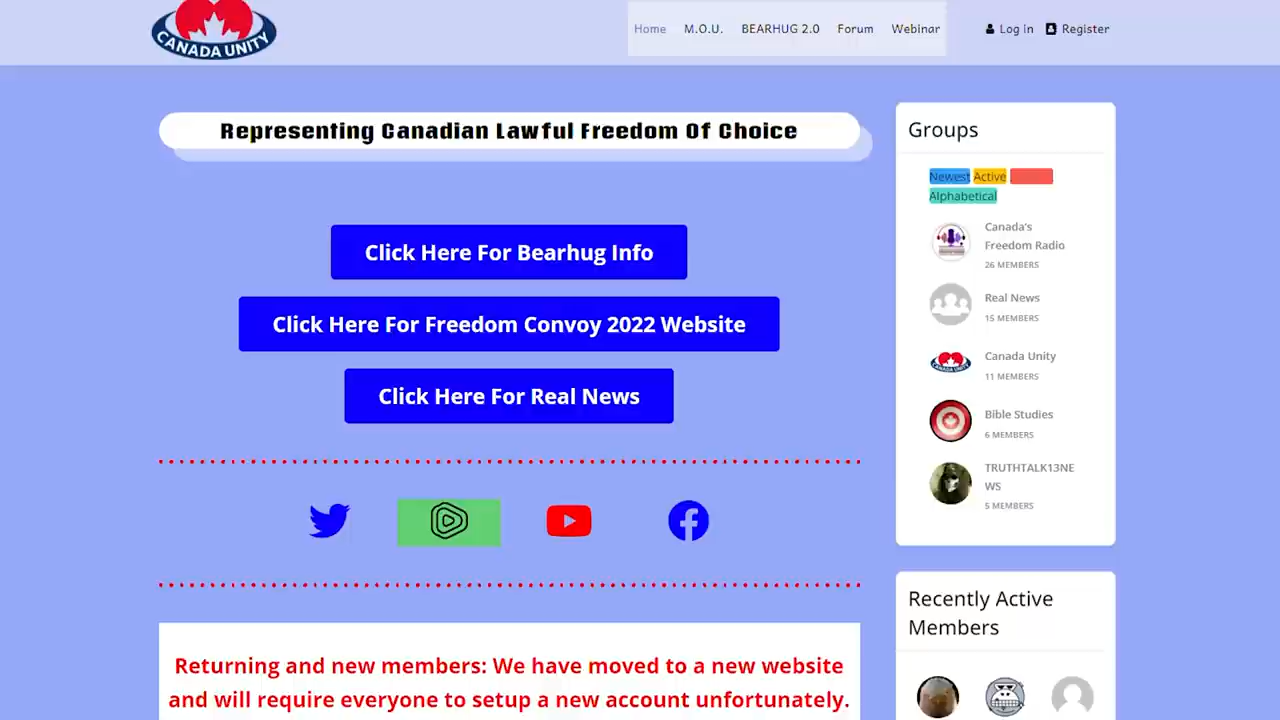 CANADA UNITY
Home M.O.U. BEARHUG 2.0 Forum Webinar Log in Register
Representing Canadian Lawful Freedom Of Choice
Click Here For Bearhug Info
Click Here For Freedom Convoy 2022 Website
Click Here For Real News
Returning and new members: We have moved to a new website
and will require everyone to setup a new account unfortunately.
Groups
Newest Active
Alphabetical
Canada's
Freedom Radio
26 MEMBERS
Real News
15 MEMBERS
CANADA UNITY
Canada Unity
11 MEMBERS
Bible Studies
6 MEMBERS
TRUTHTALK13NE
WS
5 MEMBERS
Recently Active
Members